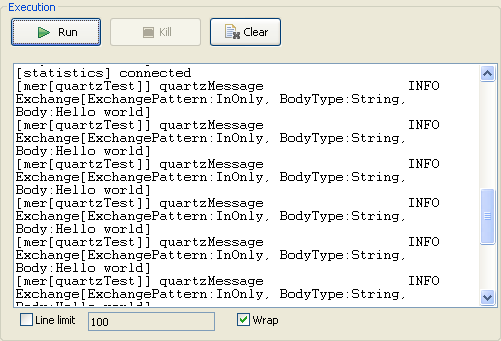 Execution
Run
Kill
Clear
[statistics] connected
[mer[quartzTest]] quartzMessage INFO
Exchange[ExchangePattern:InOnly, BodyType:String,
Body:Hello world]
[mer[quartzTest]] quartzMessage INFO
Exchange[ExchangePattern:InOnly, BodyType:String,
Body:Hello world]
[mer[quartzTest]] quartzMessage INFO
Exchange[ExchangePattern:InOnly, BodyType:String,
Body:Hello world]
[mer[quartzTest]] quartzMessage INFO
Exchange[ExchangePattern:InOnly, BodyType:String,
Body:Hello world]
[mer[quartzTest]] quartzMessage INFO
Exchange[ExchangePattern:InOnly, BodyType:String,
Body:Hello world]
[mer[quartzTest]] quartzMessage INFO
Exchange[ExchangePattern:InOnly, BodyType:String,
Body:Hello world]
Line limit
100
Wrap